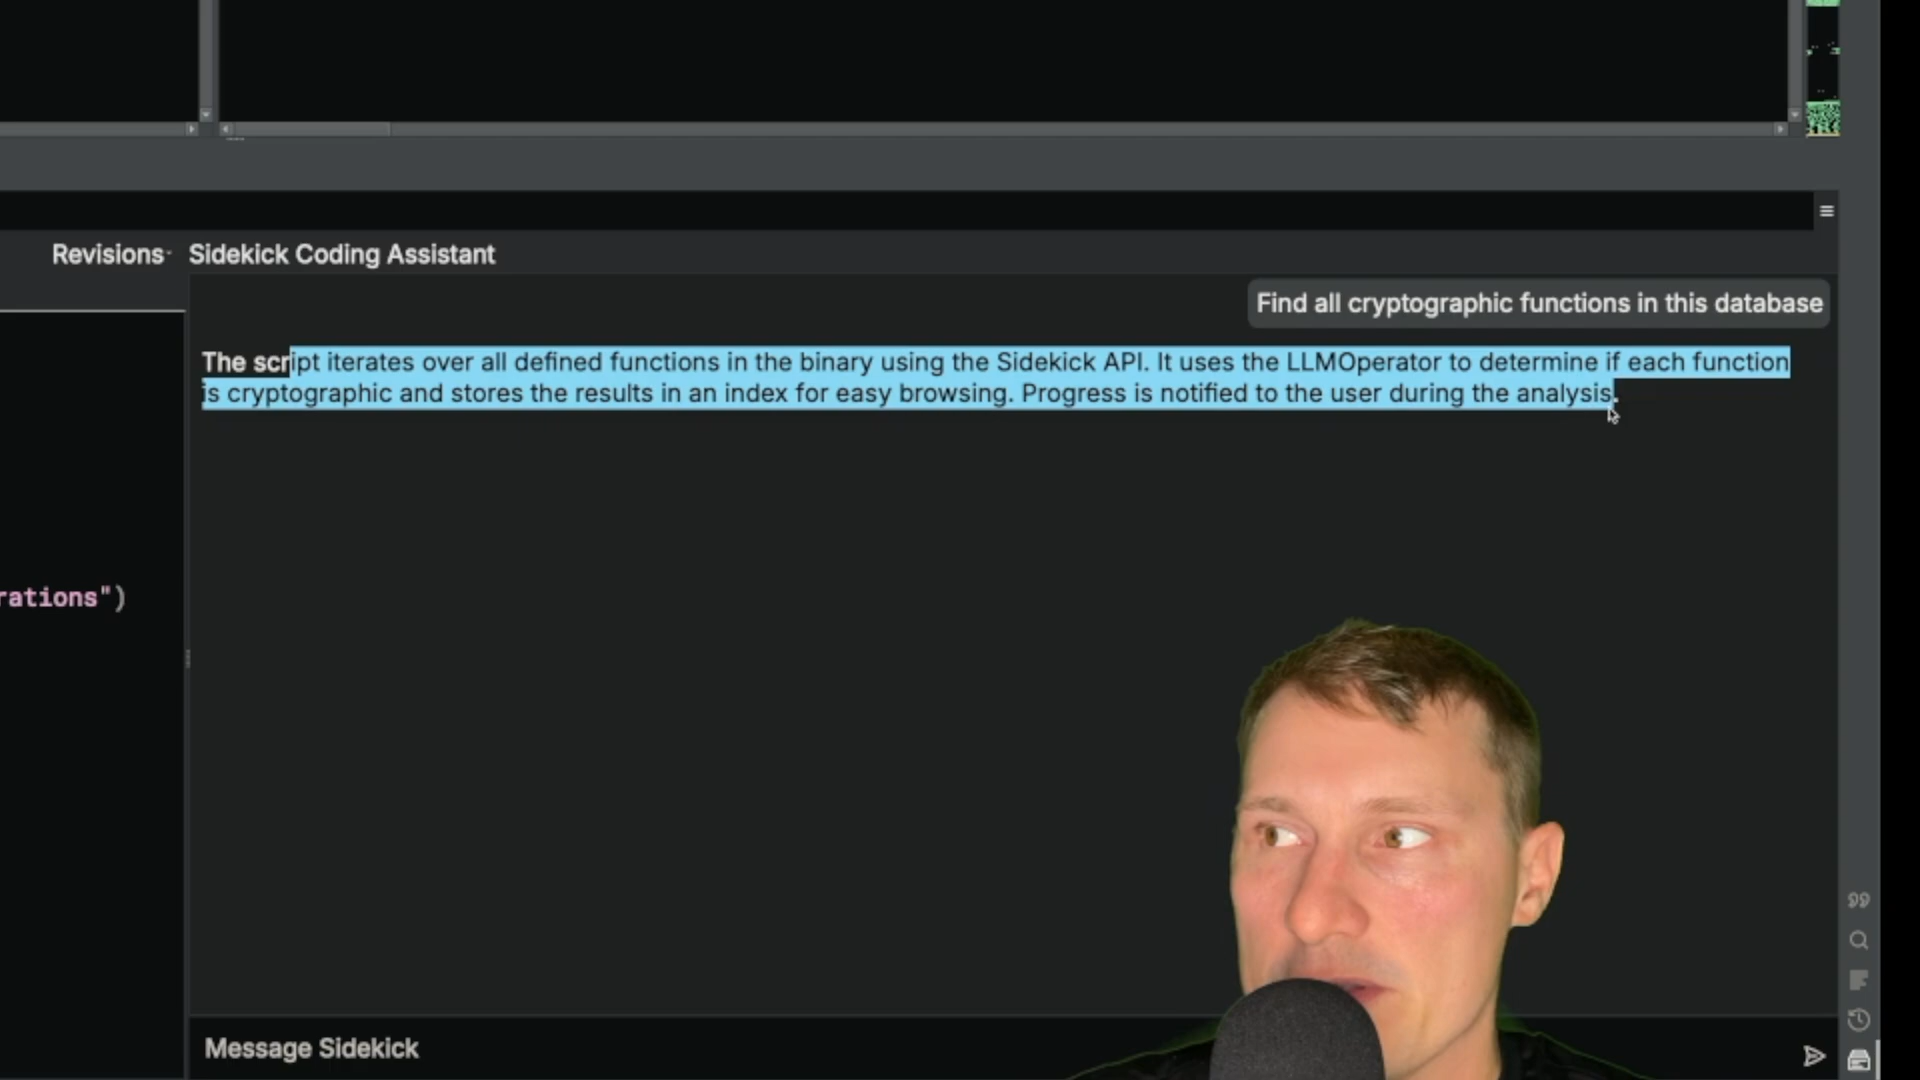 Revisions
Sidekick Coding Assistant
Find all cryptographic functions in this database
The script iterates over all defined functions in the binary using the Sidekick API. It uses the LLMOperator to determine if each function
is cryptographic and stores the results in an index for easy browsing. Progress is notified to the user during the analysis.
rations")
Message Sidekick